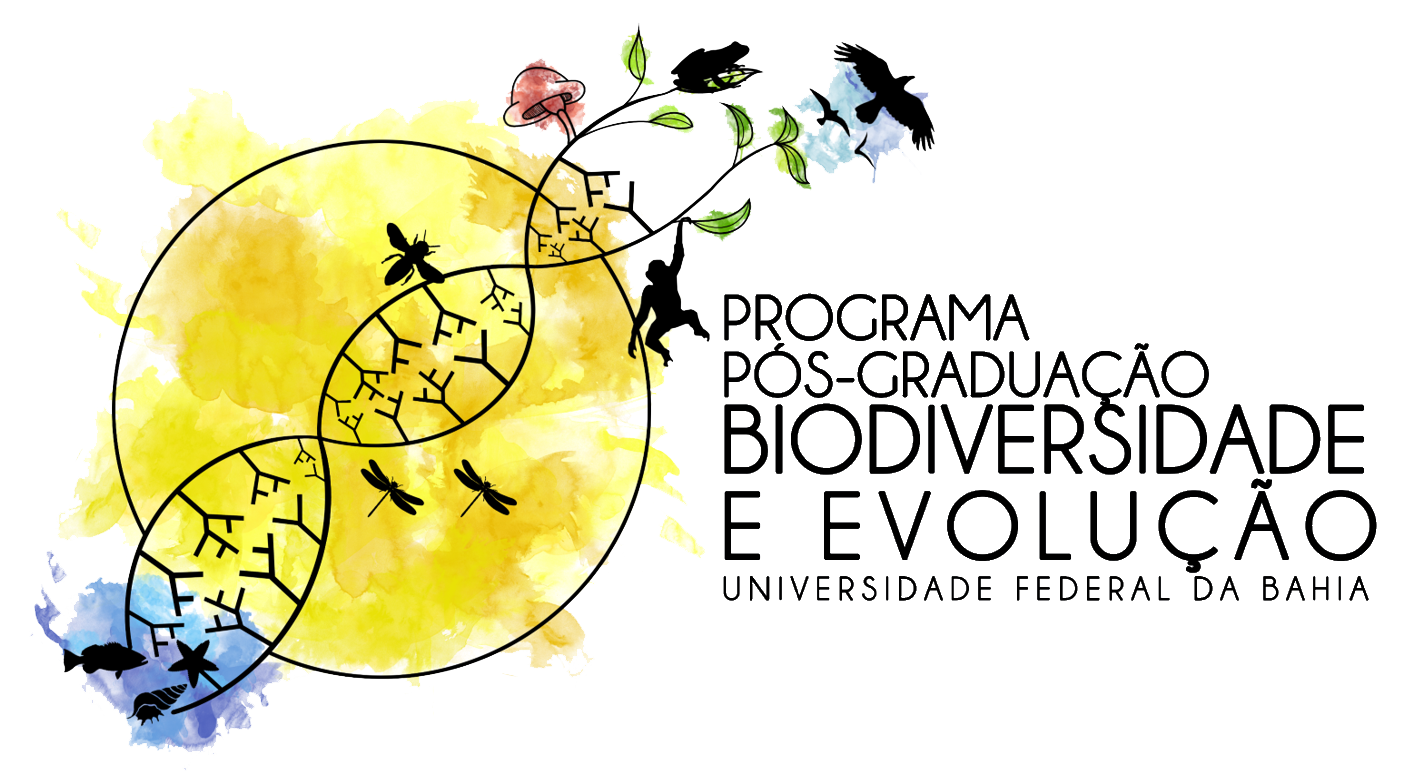 PROGRAMA
PÓS-GRADUAÇÃO
BIODIVERSIDADE
E EVOLUÇÃO
UNIVERSIDADE FEDERAL DA BAHIA